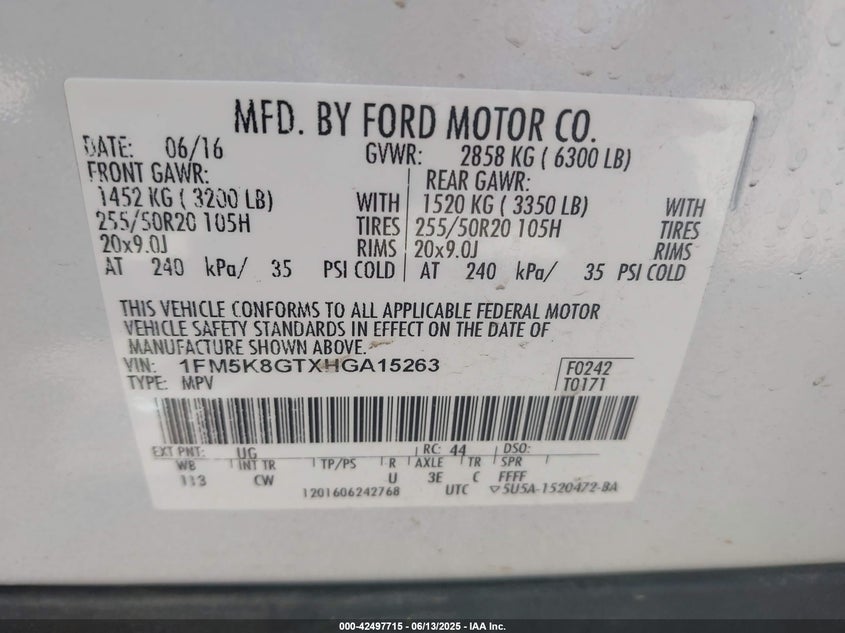 MFD. BY FORD MOTOR CO.
DATE: 06/16 GVWR: 2858 KG ( 6300 LB)
FRONT GAWR: REAR GAWR:
1452 KG ( 3200 LB) WITH 1520 KG ( 3350 LB) WITH
255/50R20 105H TIRES 255/50R20 105H TIRES
20x9.0J RIMS 20x9.0J RIMS
AT 240 kPa/ 35 PSI COLD AT 240 kPa/ 35 PSI COLD
THIS VEHICLE CONFORMS TO ALL APPLICABLE FEDERAL MOTOR
VEHICLE SAFETY STANDARDS IN EFFECT ON THE DATE OF
MANUFACTURE SHOWN ABOVE.
VIN: 1FM5K8GTXHGA15263 F0242
TYPE: MPV T0171
EXT PNT: UG RC: 44 DSO:
WB INT TR TP/PS R AXLE TR SPR
113 CW U 3E C FFFF
1201606242768 UTC ▽5U5A-1520472-BA
000-42497715 - 06/13/2025 - IAA Inc.